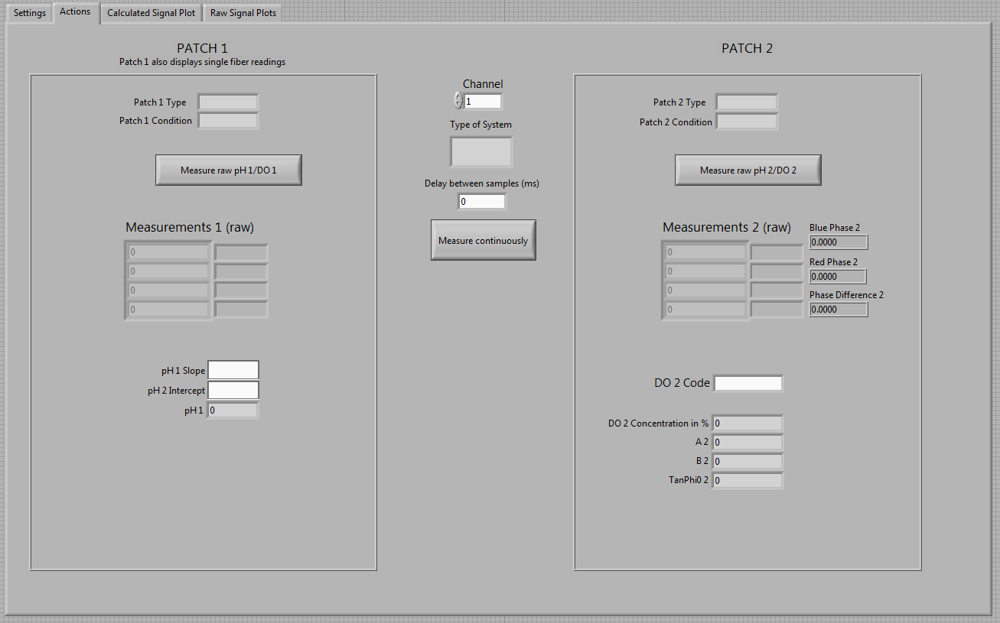 Settings
Actions
Calculated Signal Plot
Raw Signal Plots
PATCH 1
Patch 1 also displays single fiber readings
Patch 1 Type
Patch 1 Condition
Measure raw pH 1/DO 1
Measurements 1 (raw)
0
0
0
0
pH 1 Slope
pH 2 Intercept
pH 1
0
Channel
1
Type of System
Delay between samples (ms)
0
Measure continuously
PATCH 2
Patch 2 Type
Patch 2 Condition
Measure raw pH 2/DO 2
Measurements 2 (raw)
0
0
0
0
Blue Phase 2
0.0000
Red Phase 2
0.0000
Phase Difference 2
0.0000
DO 2 Code
DO 2 Concentration in %
0
A 2
0
B 2
0
TanPhi0 2
0